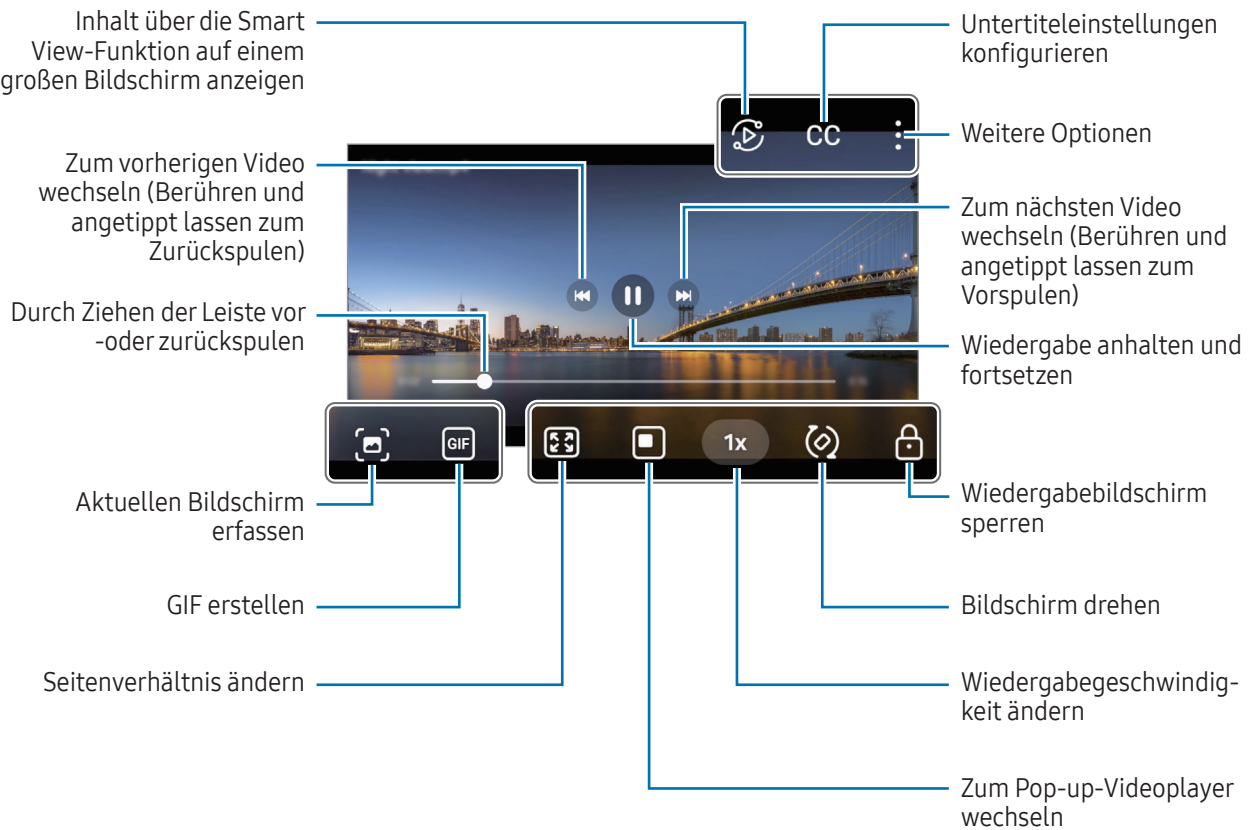 Inhalt über die Smart
View-Funktion auf einem
großen Bildschirm anzeigen
Untertiteleinstellungen
konfigurieren
CC
Weitere Optionen
Zum vorherigen Video
wechseln (Berühren und
angetippt lassen zum
Zurückspulen)
Zum nächsten Video
wechseln (Berühren und
angetippt lassen zum
Vorspulen)
Durch Ziehen der Leiste vor
-oder zurückspulen
Wiedergabe anhalten und
fortsetzen
GIF
1x
Aktuellen Bildschirm
erfassen
Wiedergabebildschirm
sperren
GIF erstellen
Bildschirm drehen
Seitenverhältnis ändern
Wiedergabegeschwindig-
keit ändern
Zum Pop-up-Videoplayer
wechseln